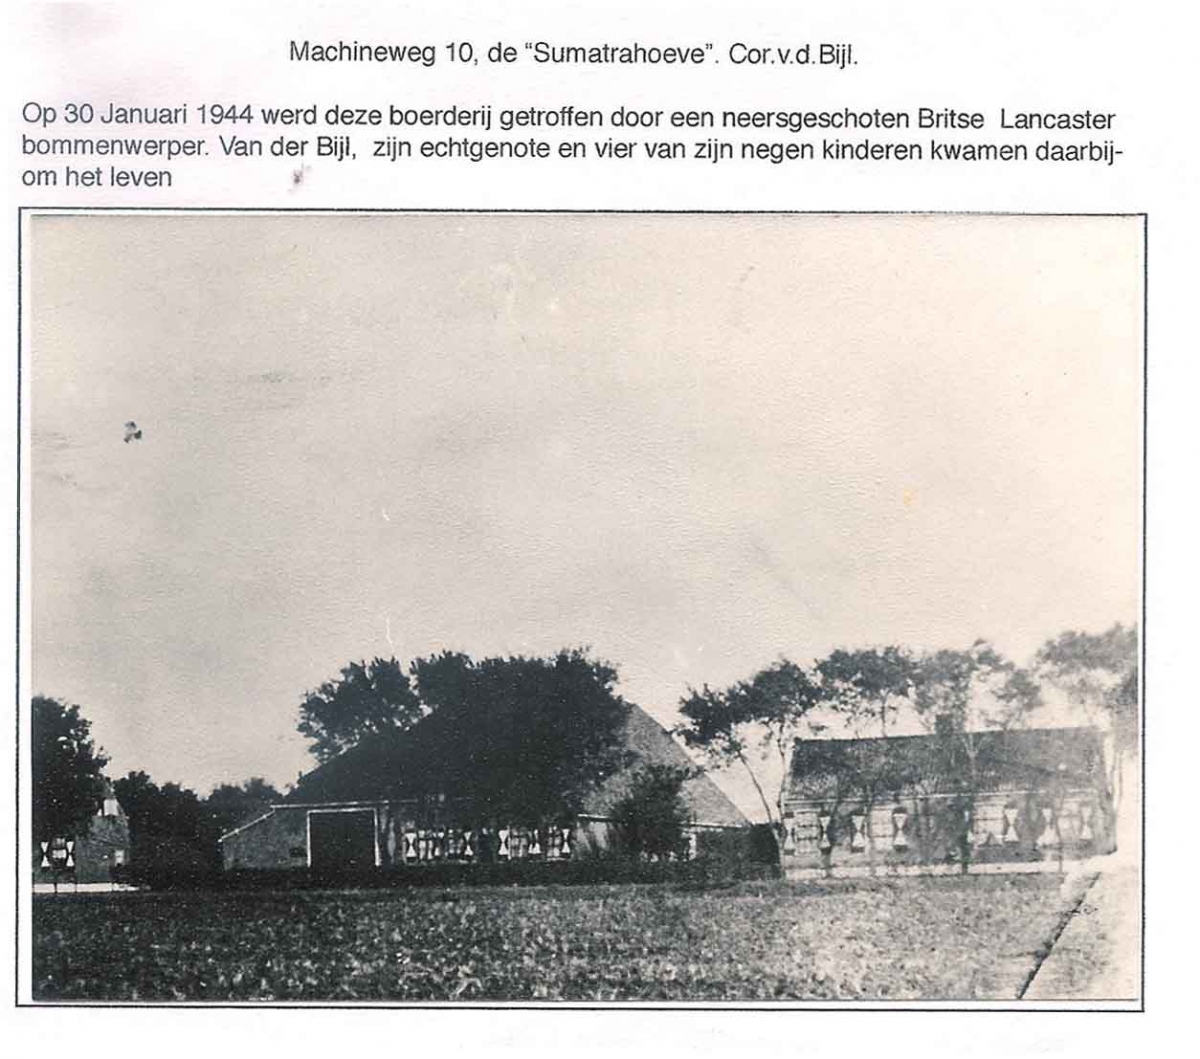 Machineweg 10, de “Sumatrahoeve”. Cor.v.d.Bijl.
Op 30 Januari 1944 werd deze boerderij getroffen door een neersgeschoten Britse Lancaster
bommenwerper. Van der Bijl, zijn echtgenote en vier van zijn negen kinderen kwamen daarbij-
om het leven